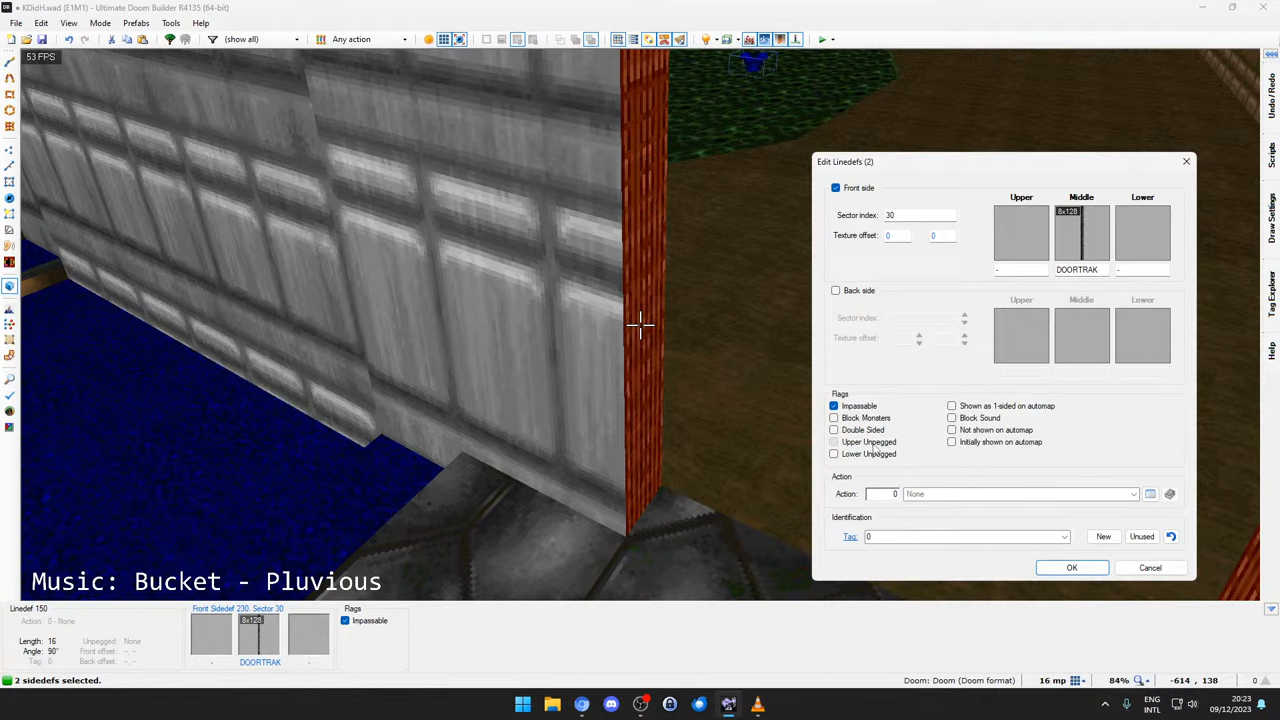 KDidH.wad (E1M1) - Ultimate Doom Builder R4135 (64-bit)
File Edit View Mode Prefabs Tools Help
(show all) Any action
53 FPS
Edit Linedefs (2)
Front side
Upper Middle Lower
Sector index: 30
8x128
Texture offset: 0 0
- DOORTRAK -
Back side
Upper Middle Lower
Sector index:
Texture offset:
Flags
Impassable Shown as 1-sided on automap
Block Monsters Block Sound
Double Sided Not shown on automap
Upper Unpegged Initially shown on automap
Lower Unpegged
Action
Action: 0 None
Identification
Tag: 0 New Unused
OK Cancel
Undo / Redo
Scripts
Draw Settings
Tag Explorer
Help
Music: Bucket - Pluvious
Linedef 150
Action: 0 - None
Length: 16 Unpegged: None
Angle: 90° Front offset: --, --
Tag: 0 Back offset: --, --
Front Sidedef 230. Sector 30
8x128
- DOORTRAK -
Flags
Impassable
2 sidedefs selected.
Doom: Doom (Doom format) 16 mp 84% -614 , 138 0
ENG
INTL
20:23
09/12/2023